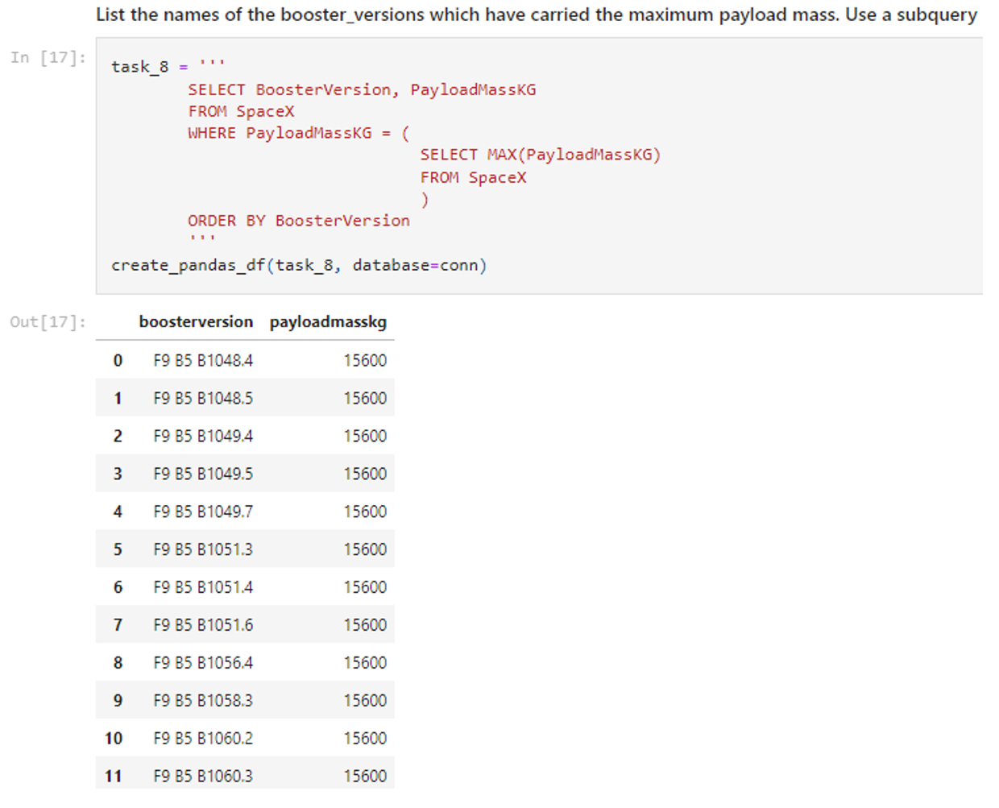 List the names of the booster_versions which have carried the maximum payload mass. Use a subquery
In [17]:
task_8 = '''
SELECT BoosterVersion, PayloadMassKG
FROM SpaceX
WHERE PayloadMassKG = (
SELECT MAX(PayloadMassKG)
FROM SpaceX
)
ORDER BY BoosterVersion
'''
create_pandas_df(task_8, database=conn)
Out[17]:
boosterversion payloadmasskg
0 F9 B5 B1048.4 15600
1 F9 B5 B1048.5 15600
2 F9 B5 B1049.4 15600
3 F9 B5 B1049.5 15600
4 F9 B5 B1049.7 15600
5 F9 B5 B1051.3 15600
6 F9 B5 B1051.4 15600
7 F9 B5 B1051.6 15600
8 F9 B5 B1056.4 15600
9 F9 B5 B1058.3 15600
10 F9 B5 B1060.2 15600
11 F9 B5 B1060.3 15600